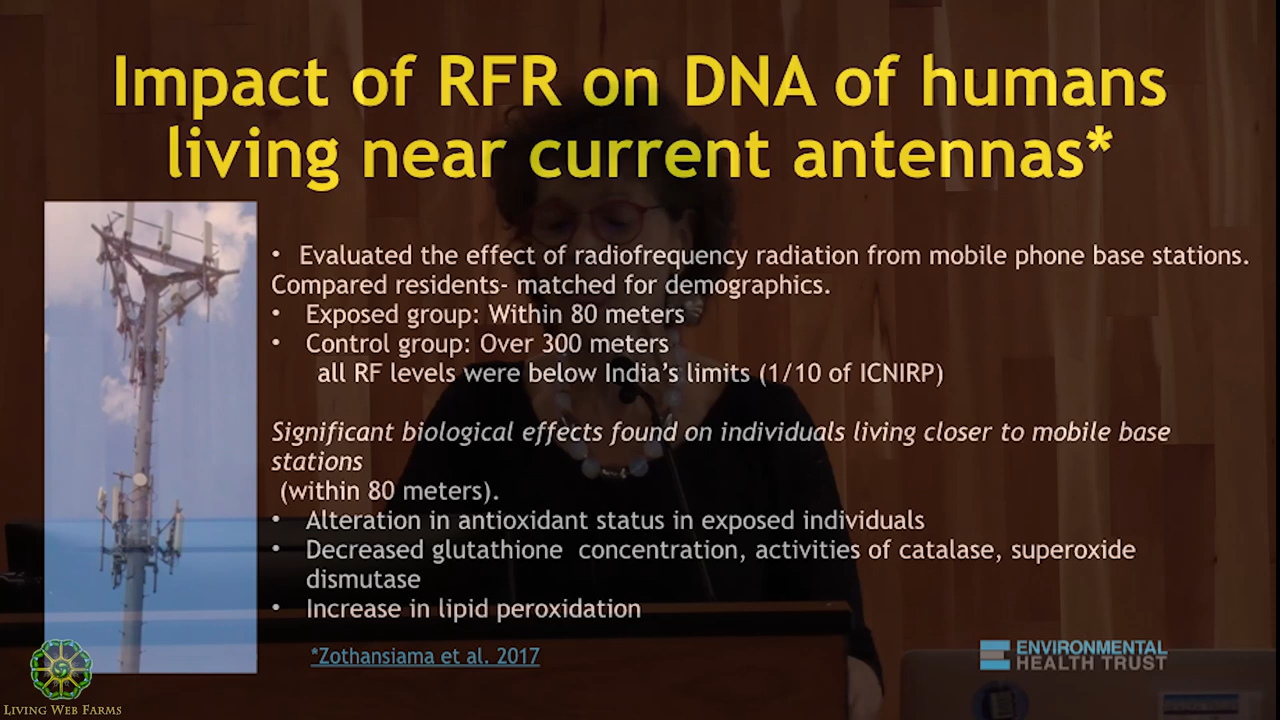 Impact of RFR on DNA of humans
living near current antennas*
• Evaluated the effect of radiofrequency radiation from mobile phone base stations.
Compared residents- matched for demographics.
• Exposed group: Within 80 meters
• Control group: Over 300 meters
all RF levels were below India’s limits (1/10 of ICNIRP)
Significant biological effects found on individuals living closer to mobile base
stations
(within 80 meters).
• Alteration in antioxidant status in exposed individuals
• Decreased glutathione concentration, activities of catalase, superoxide
dismutase
• Increase in lipid peroxidation
*Zothansiama et al. 2017
ENVIRONMENTAL
HEALTH TRUST
LIVING WEB FARMS